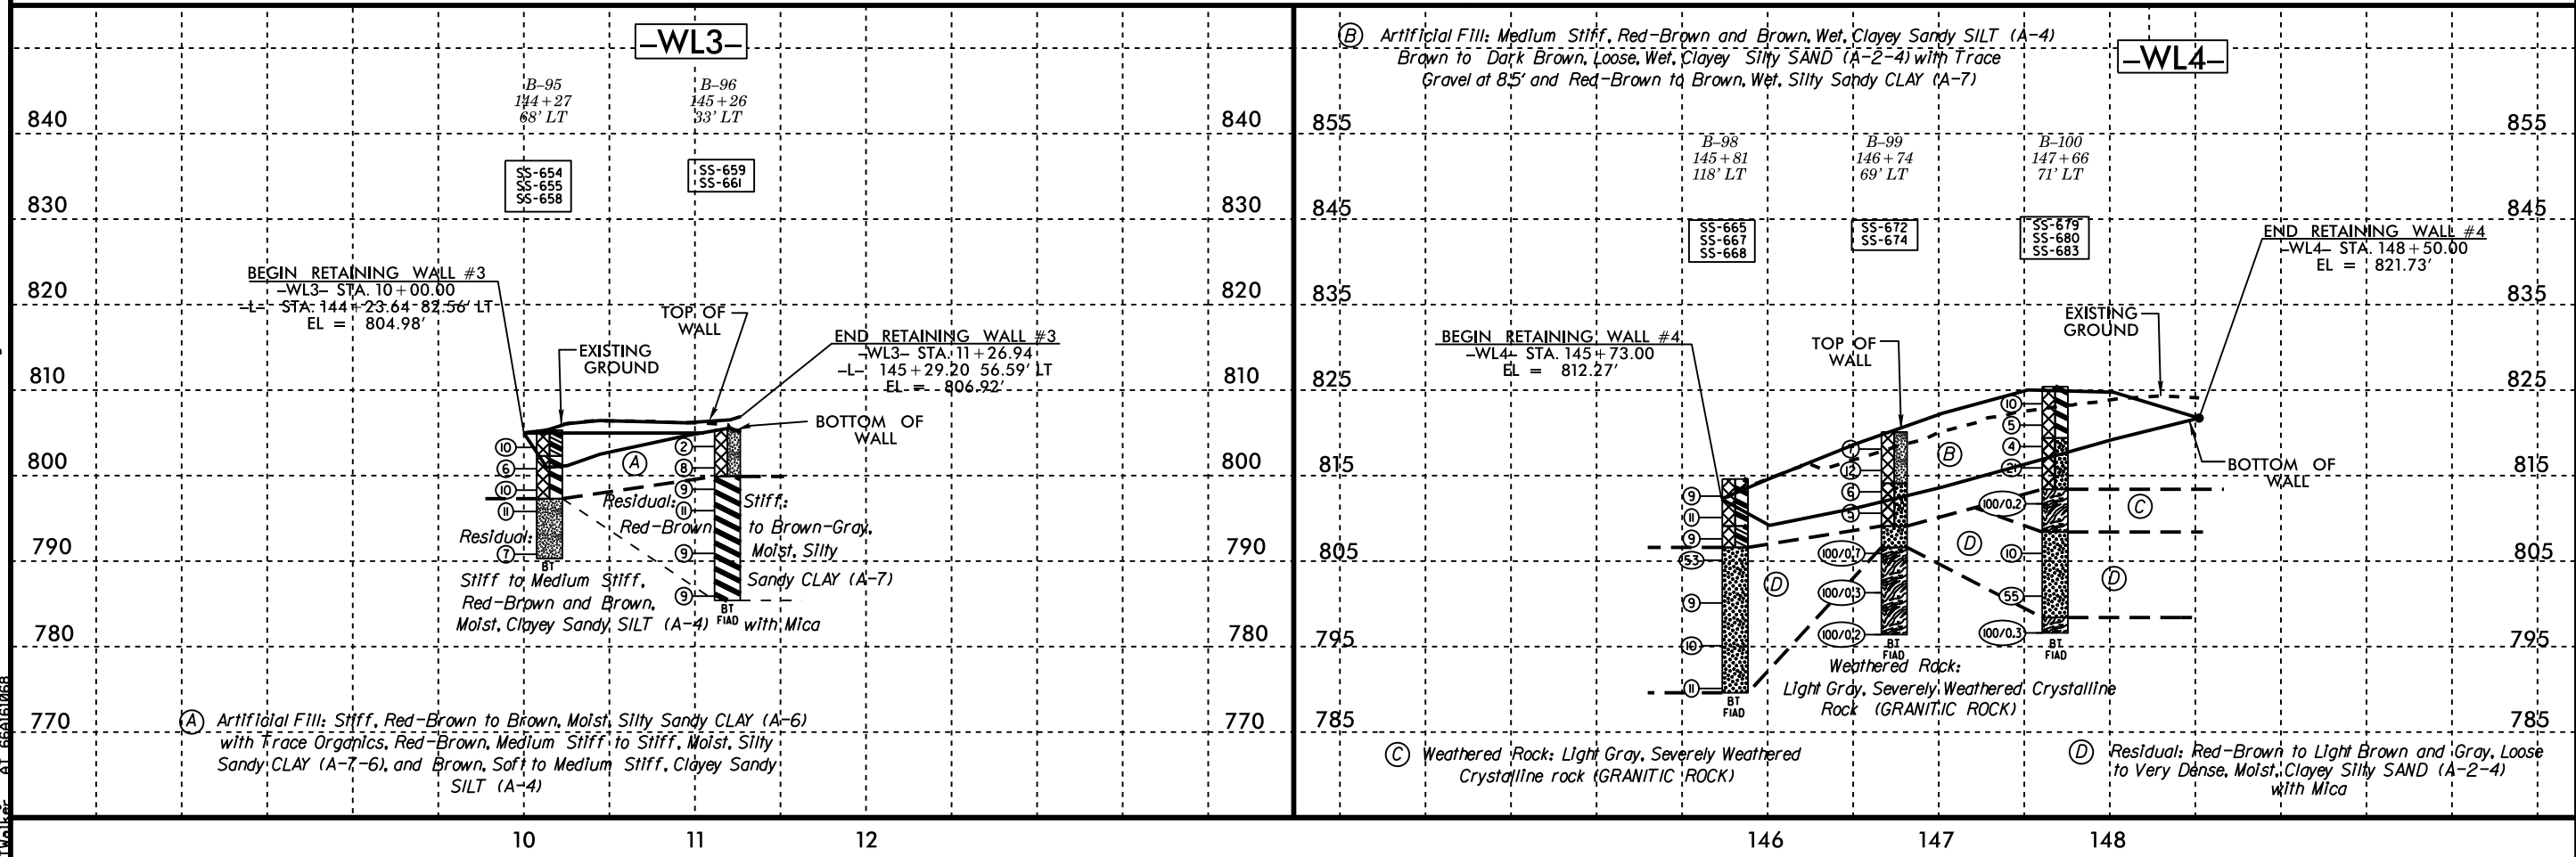 -WL3-
B-95
144+27
68' LT
B-96
145+26
33' LT
SS-654
SS-655
SS-658
SS-659
SS-661
840
840
830
830
820
820
810
810
800
800
790
790
780
780
770
770
BEGIN RETAINING WALL #3
-WL3- STA. 10+00.00
-L- STA. 144+23.64 82.56' LT
EL = 804.98'
EXISTING
GROUND
TOP OF
WALL
END RETAINING WALL #3
-WL3- STA. 11+26.94
-L- 145+29.20 56.59' LT
EL = 806.92'
BOTTOM OF
WALL
10
6
10
11
7
BT
2
8
9
11
9
9
BT
FIAD
A
Residual:
Stiff to Medium Stiff,
Red-Brown and Brown,
Moist, Clayey Sandy SILT (A-4)
Residual: Stiff:
Red-Brown to Brown-Gray,
Moist, Silty
Sandy CLAY (A-7)
with Mica
A Artificial Fill: Stiff, Red-Brown to Brown, Moist, Silty Sandy CLAY (A-6)
with Trace Organics, Red-Brown, Medium Stiff to Stiff, Moist, Silty
Sandy CLAY (A-7-6), and Brown, Soft to Medium Stiff, Clayey Sandy
SILT (A-4)
10
11
12
B Artificial Fill: Medium Stiff, Red-Brown and Brown, Wet, Clayey Sandy SILT (A-4)
Brown to Dark Brown, Loose, Wet, Clayey Silty SAND (A-2-4) with Trace
Gravel at 8.5' and Red-Brown to Brown, Wet, Silty Sandy CLAY (A-7)
-WL4-
855
855
845
845
835
835
825
825
815
815
805
805
795
795
785
785
B-98
145+81
118' LT
B-99
146+74
69' LT
B-100
147+66
71' LT
SS-665
SS-667
SS-668
SS-672
SS-674
SS-679
SS-680
SS-683
BEGIN RETAINING WALL #4
-WL4- STA. 145+73.00
EL = 812.27'
TOP OF
WALL
EXISTING
GROUND
END RETAINING WALL #4
-WL4- STA. 148+50.00
EL = 821.73'
BOTTOM OF
WALL
9
11
9
53
9
10
11
BT
FIAD
12
6
5
100/0.7
100/0.3
100/0.2
BT
FIAD
10
5
4
21
100/0.2
10
55
100/0.3
BT
FIAD
B
C
D
D
D
Weathered Rock:
Light Gray, Severely Weathered Crystalline
Rock (GRANITIC ROCK)
C Weathered Rock: Light Gray, Severely Weathered
Crystalline rock (GRANITIC ROCK)
D Residual: Red-Brown to Light Brown and Gray, Loose
to Very Dense, Moist, Clayey Silty SAND (A-2-4)
with Mica
146
147
148